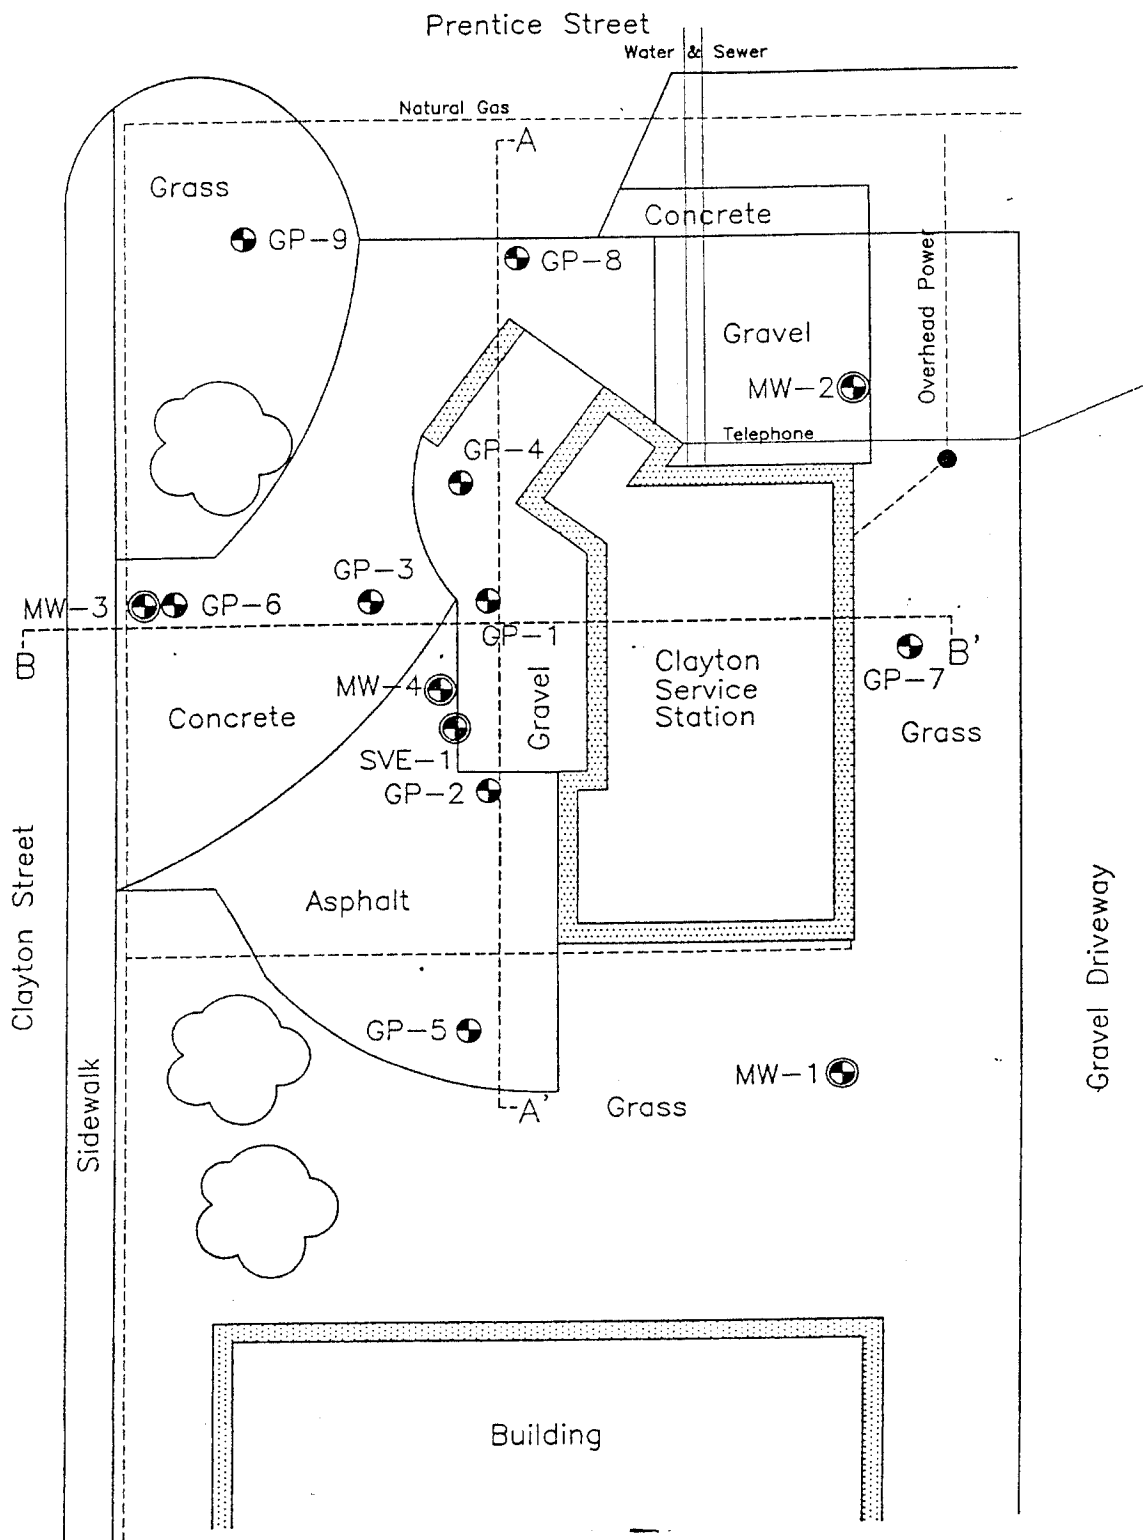 Prentice Street
Water & Sewer
Natural Gas
A
Grass
Concrete
GP-9
GP-8
Overhead Power
Gravel
MW-2
Telephone
GP-4
GP-3
MW-3
GP-6
GP-1
B
B'
MW-4
Clayton
Service
Station
GP-7
Concrete
Gravel
Grass
SVE-1
GP-2
Clayton Street
Asphalt
Gravel Driveway
GP-5
MW-1
Sidewalk
A'
Grass
Building